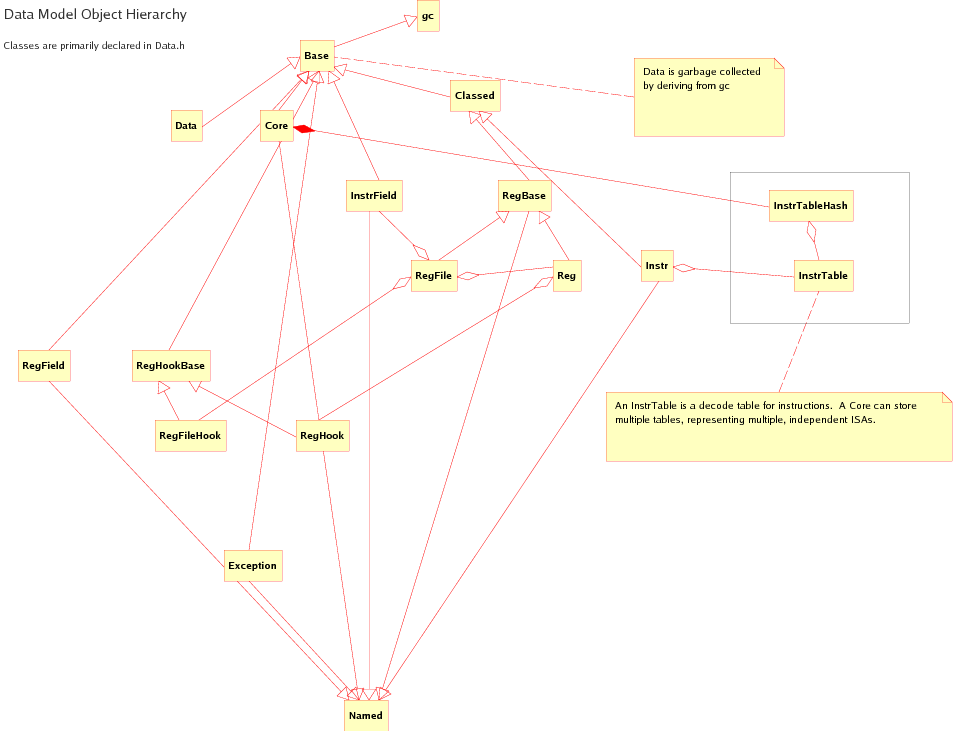 Data Model Object Hierarchy
gc
Classes are primarily declared in Data.h
Base
Data is garbage collected
by deriving from gc
Classed
Data
Core
InstrField
RegBase
InstrTableHash
RegFile
Reg
Instr
InstrTable
RegField
RegHookBase
An InstrTable is a decode table for instructions.  A Core can store
multiple tables, representing multiple, independent ISAs.
RegFileHook
RegHook
Exception
Named